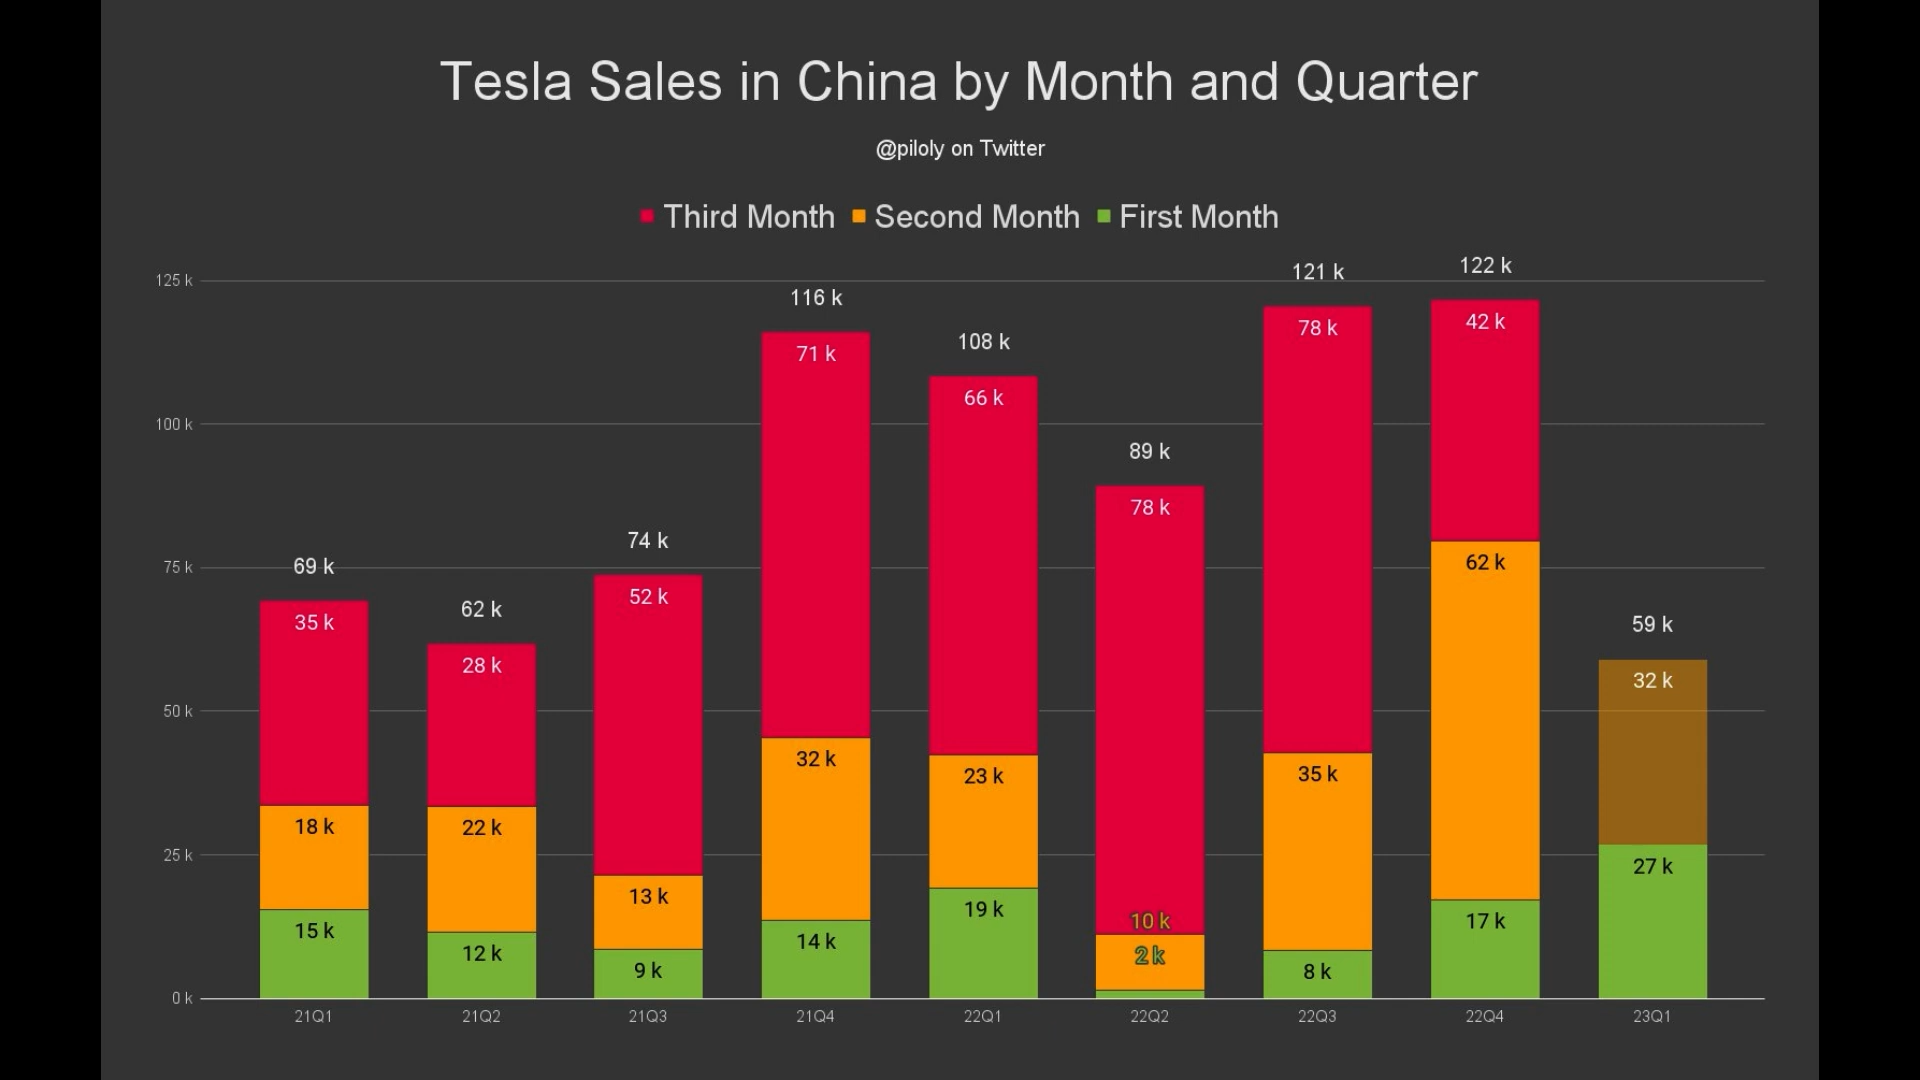 Tesla Sales in China by Month and Quarter
@piloly on Twitter
Third Month Second Month First Month
125 k
100 k
75 k
50 k
25 k
0 k
69 k
35 k
18 k
15 k
62 k
28 k
22 k
12 k
74 k
52 k
13 k
9 k
116 k
71 k
32 k
14 k
108 k
66 k
23 k
19 k
89 k
78 k
10 k
2 k
121 k
78 k
35 k
8 k
122 k
42 k
62 k
17 k
59 k
32 k
27 k
21Q1 21Q2 21Q3 21Q4 22Q1 22Q2 22Q3 22Q4 23Q1